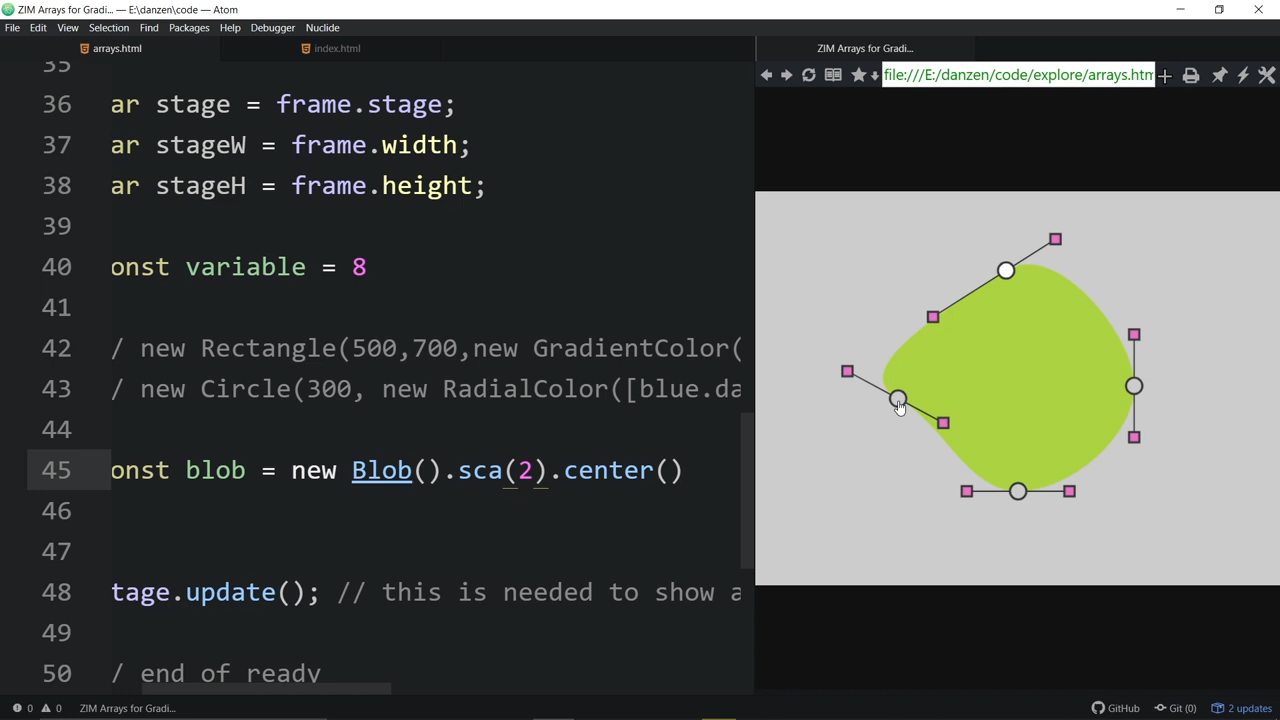 ZIM Arrays for Gradi... — E:\danzen\code — Atom
File Edit View Selection Find Packages Help Debugger Nuclide
arrays.html index.html ZIM Arrays for Gradi...
file:///E:/danzen/code/explore/arrays.htm
35
36 ar stage = frame.stage;
37 ar stageW = frame.width;
38 ar stageH = frame.height;
39
40 onst variable = 8
41
42 / new Rectangle(500,700,new GradientColor(
43 / new Circle(300, new RadialColor([blue.da
44
45 onst blob = new Blob().sca(2).center()
46
47
48 tage.update(); // this is needed to show a
49
50 / end of ready
0 0 ZIM Arrays for Gradi... GitHub Git (0) 2 updates